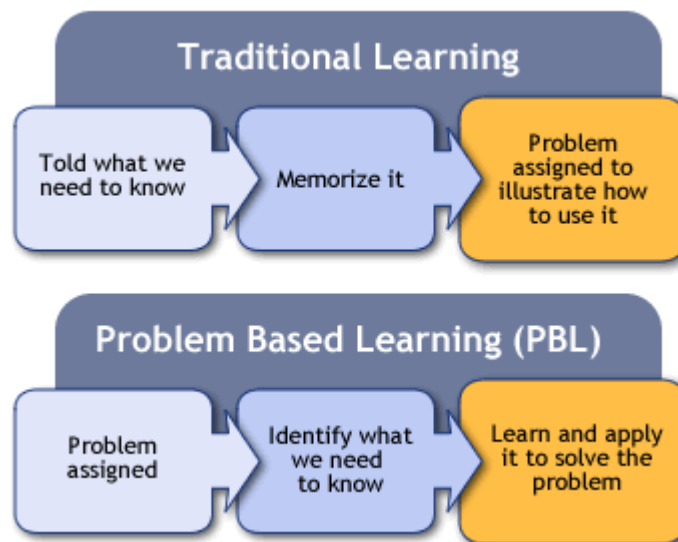 Traditional Learning
Told what we
need to know
Memorize it
Problem
assigned to
illustrate how
to use it
Problem Based Learning (PBL)
Problem
assigned
Identify what
we need
to know
Learn and apply
it to solve the
problem